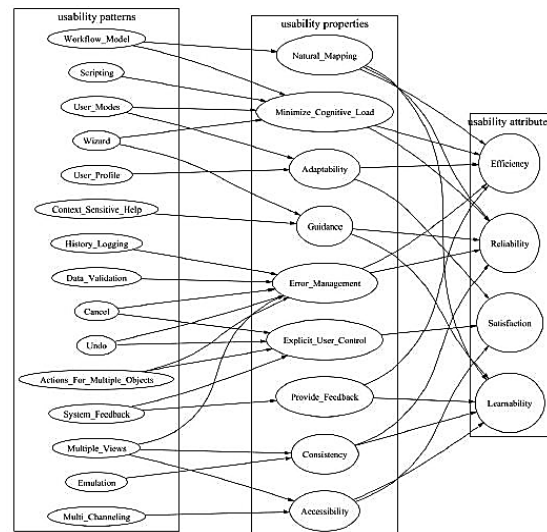 usability patterns
Workflow_Model
Scripting
User_Modes
Wizard
User_Profile
Context_Sensitive_Help
History_Logging
Data_Validation
Cancel
Undo
Actions_For_Multiple_Objects
System_Feedback
Multiple_Views
Emulation
Multi_Channeling
usability properties
Natural_Mapping
Minimize_Cognitive_Load
Adaptability
Guidance
Error_Management
Explicit_User_Control
Provide_Feedback
Consistency
Accessibility
usability attribute
Efficiency
Reliability
Satisfaction
Learnability